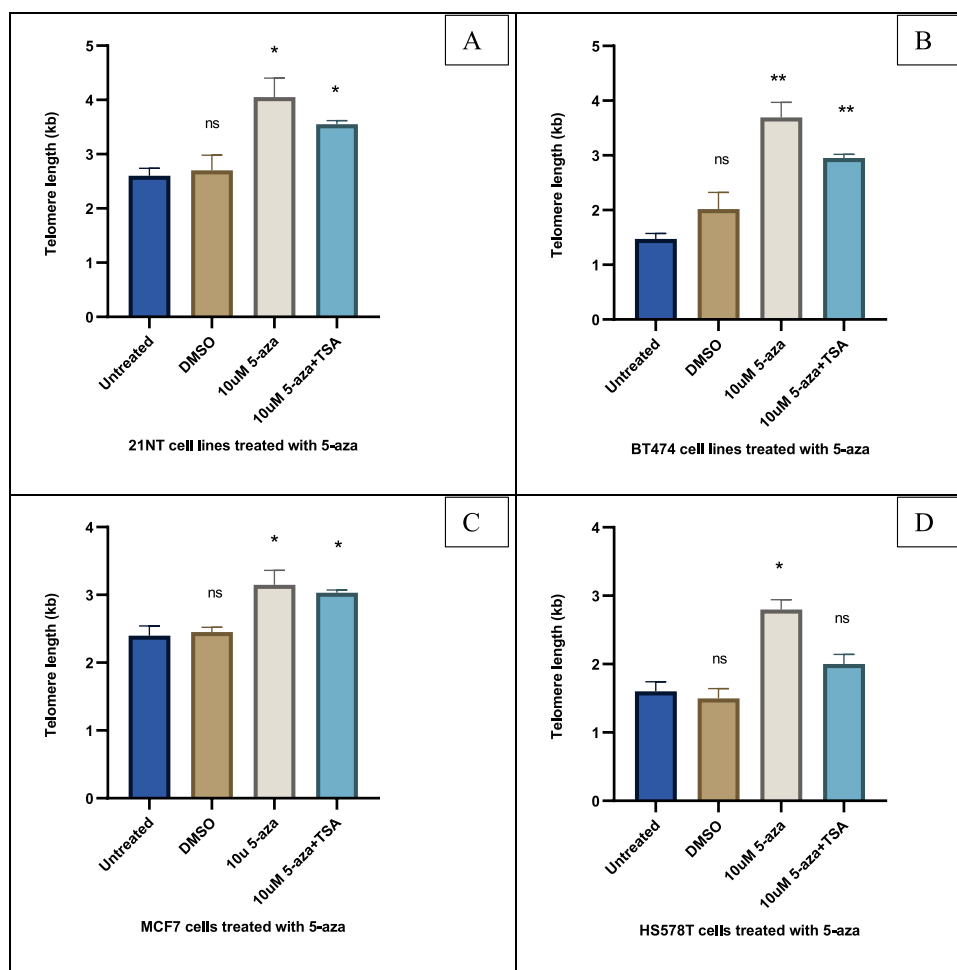 A
Telomere length (kb)
5
4
3
2
1
0
*
*
ns
Untreated
DMSO
10uM 5-aza
10uM 5-aza+TSA
21NT cell lines treated with 5-aza
B
Telomere length (kb)
5
4
3
2
1
0
**
**
ns
Untreated
DMSO
10uM 5-aza
10uM 5-aza+TSA
BT474 cell lines treated with 5-aza
C
Telomere length (kb)
4
3
2
1
0
ns
*
*
Untreated
DMSO
10u 5-aza
10uM 5-aza+TSA
MCF7 cells treated with 5-aza
D
Telomere length (kb)
4
3
2
1
0
ns
*
ns
Untreated
DMSO
10uM 5-aza
10uM 5-aza+TSA
HS578T cells treated with 5-aza